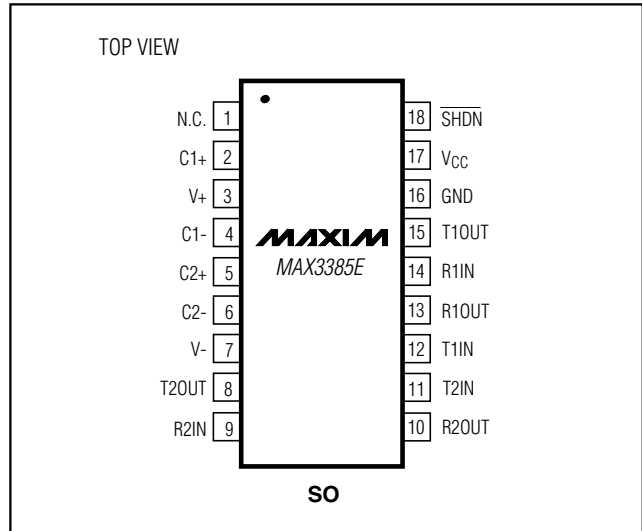 TOP VIEW
N.C. 1
C1+ 2
V+ 3
C1- 4
C2+ 5
C2- 6
V- 7
T2OUT 8
R2IN 9
MAXIM
MAX3385E
18 SHDN
17 VCC
16 GND
15 T1OUT
14 R1IN
13 R1OUT
12 T1IN
11 T2IN
10 R2OUT
SO